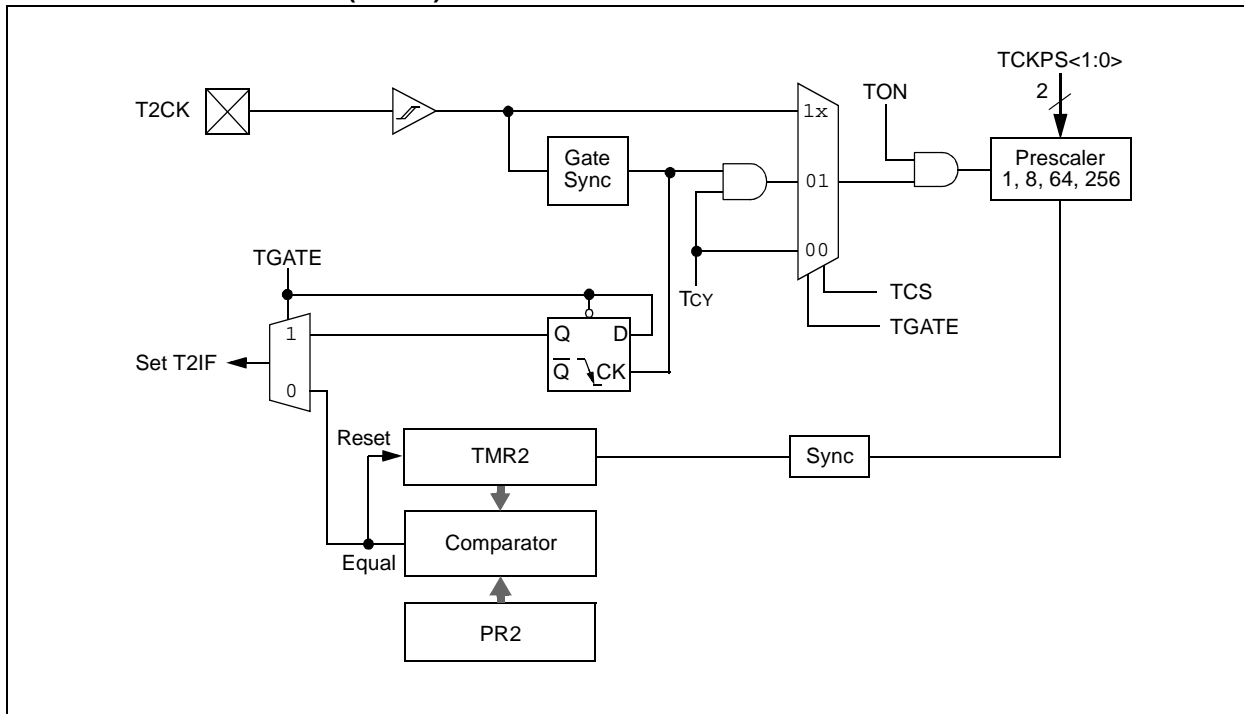 TCKPS<1:0>
2
T2CK
1x
TON
Gate
Sync
Prescaler
1, 8, 64, 256
01
00
TGATE
TCY
TCS
TGATE
1
Q
D
Set T2IF
Q
CK
0
Reset
TMR2
Sync
Equal
Comparator
PR2